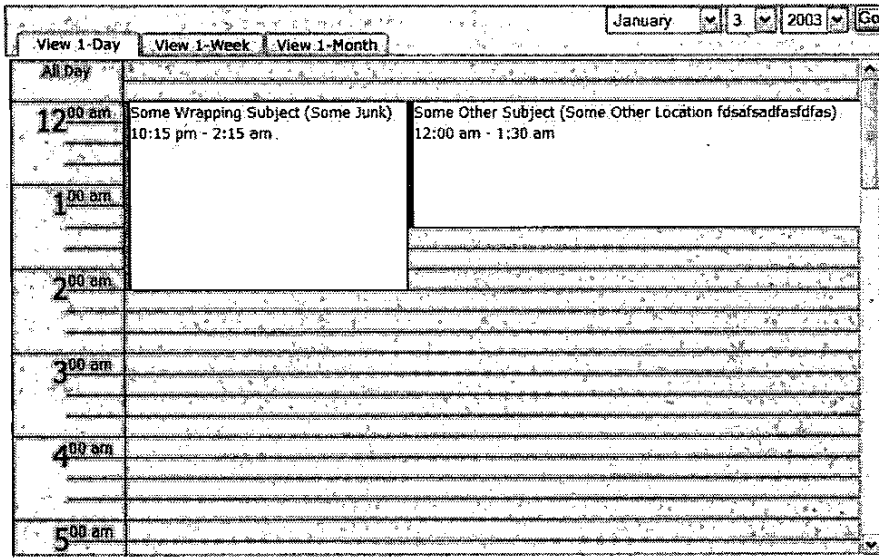 January 3 2003 Go
View 1-Day View 1-Week View 1-Month
All Day
12 00 am
Some Wrapping Subject (Some Junk)
10:15 pm - 2:15 am
Some Other Subject (Some Other Location fdsafsadfasfdfas)
12:00 am - 1:30 am
1 00 am
2 00 am
3 00 am
4 00 am
5 00 am